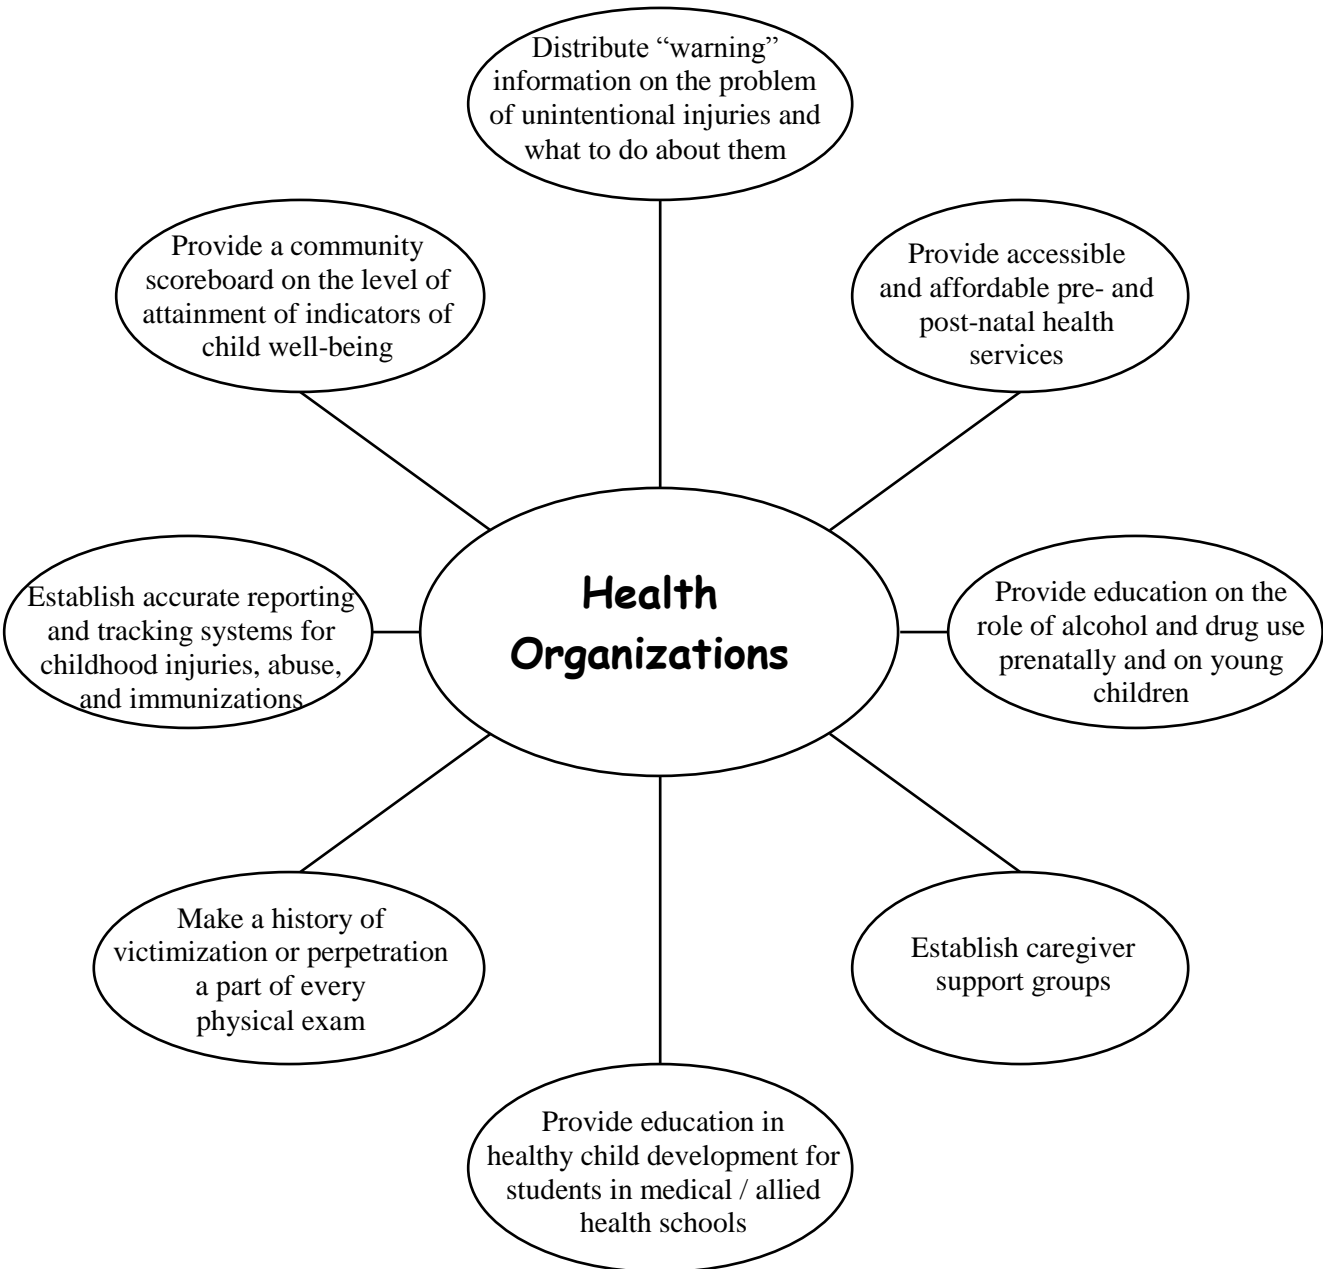 Distribute “warning”
information on the problem
of unintentional injuries and
what to do about them
Provide a community
scoreboard on the level of
attainment of indicators of
child well-being
Provide accessible
and affordable pre- and
post-natal health
services
Establish accurate reporting
and tracking systems for
childhood injuries, abuse,
and immunizations
Health
Organizations
Provide education on the
role of alcohol and drug use
prenatally and on young
children
Make a history of
victimization or perpetration
a part of every
physical exam
Establish caregiver
support groups
Provide education in
healthy child development for
students in medical / allied
health schools